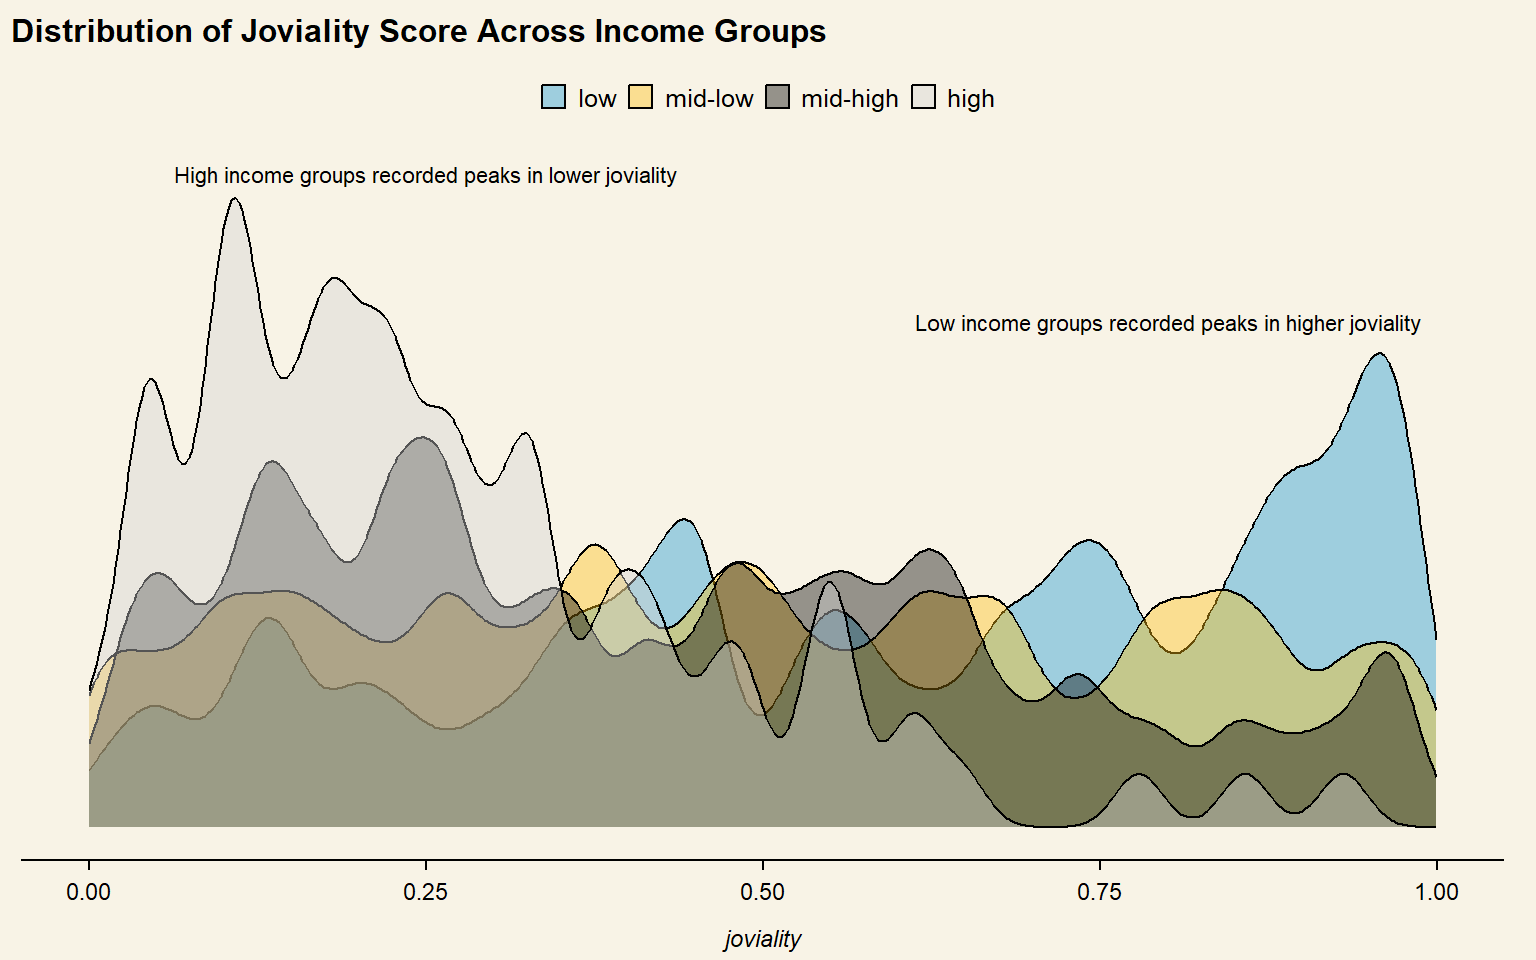 Distribution of Joviality Score Across Income Groups
low mid-low mid-high high
High income groups recorded peaks in lower joviality
Low income groups recorded peaks in higher joviality
0.00 0.25 0.50 0.75 1.00
joviality